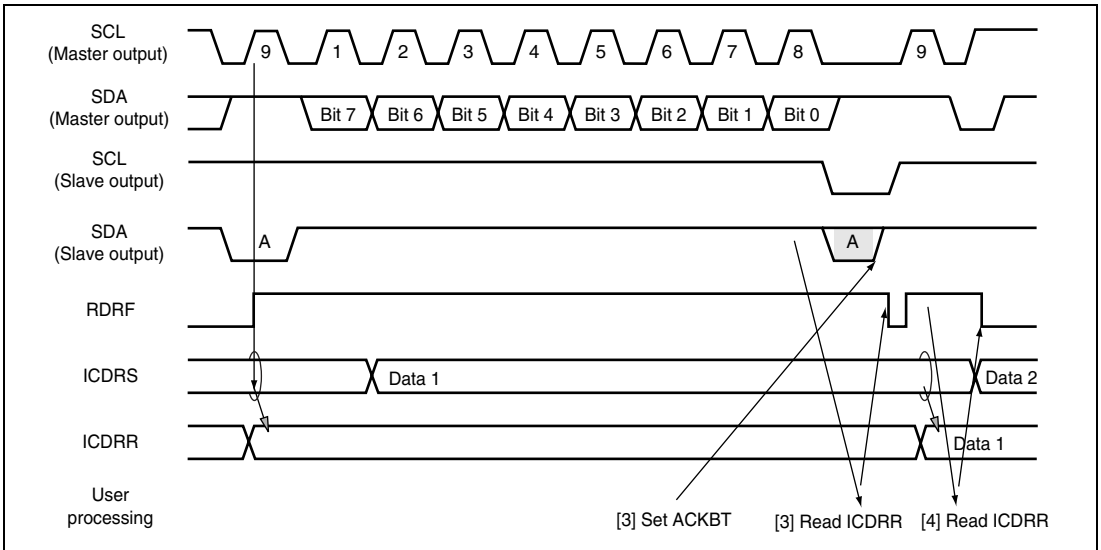 SCL
(Master output)
9 1 2 3 4 5 6 7 8 9
SDA
(Master output)
Bit 7 Bit 6 Bit 5 Bit 4 Bit 3 Bit 2 Bit 1 Bit 0
SCL
(Slave output)
SDA
(Slave output)
A A
RDRF
ICDRS
Data 1 Data 2
ICDRR
Data 1
User
processing
[3] Set ACKBT [3] Read ICDRR [4] Read ICDRR